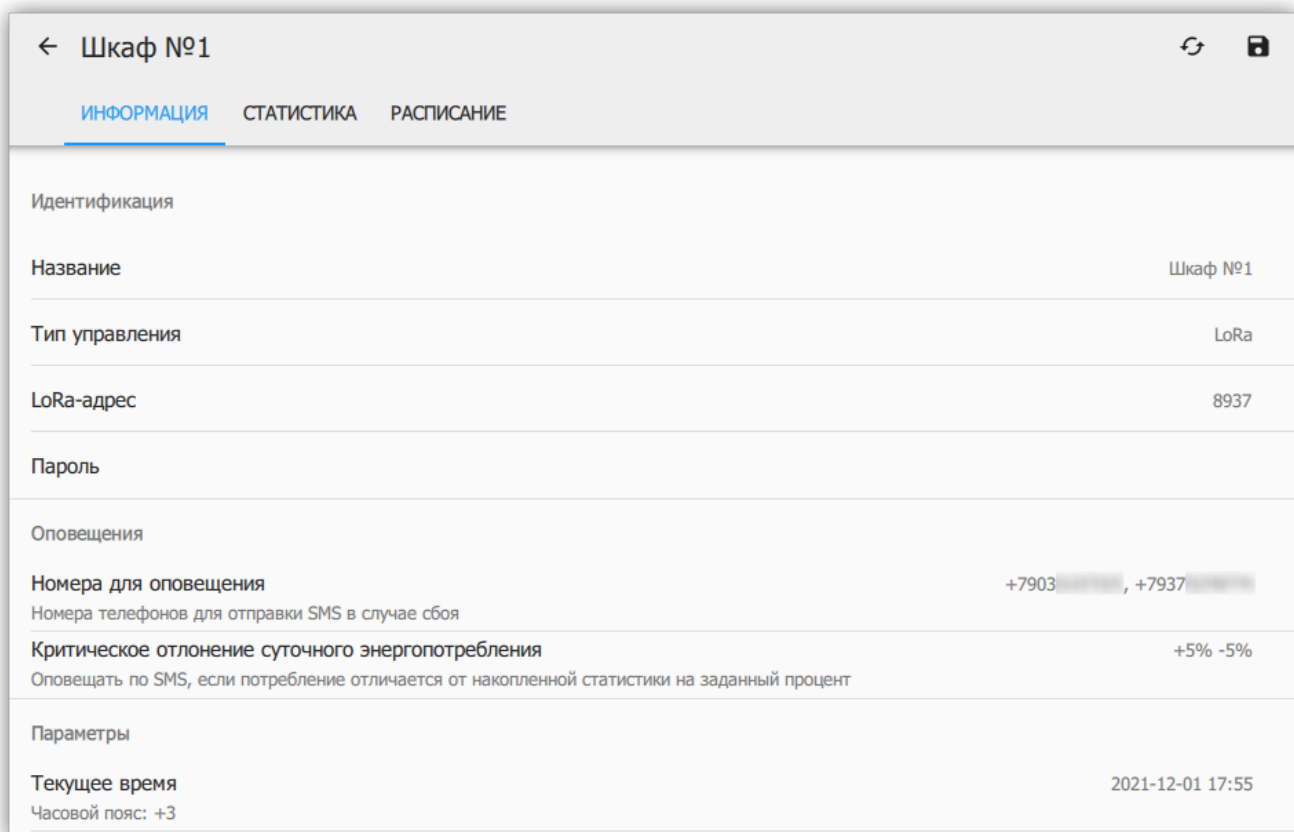 Шкаф №1
ИНФОРМАЦИЯ СТАТИСТИКА РАСПИСАНИЕ
Идентификация
Название Шкаф №1
Тип управления LoRa
LoRa-адрес 8937
Пароль
Оповещения
Номера для оповещения +7903 , +7937
Номера телефонов для отправки SMS в случае сбоя
Критическое отлонение суточного энергопотребления +5% -5%
Оповещать по SMS, если потребление отличается от накопленной статистики на заданный процент
Параметры
Текущее время 2021-12-01 17:55
Часовой пояс: +3